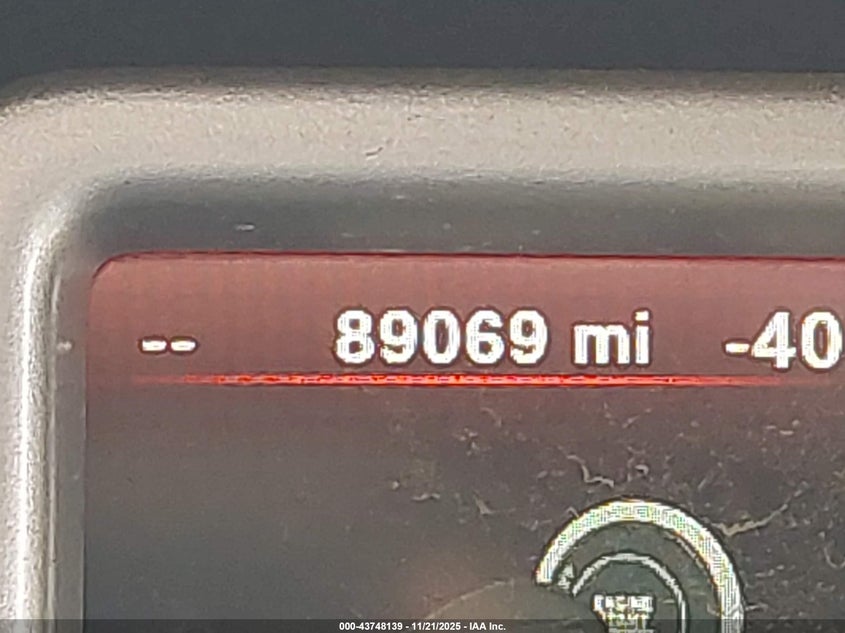 -- 89069 mi -40
000-43748139 - 11/21/2025 - IAA Inc.